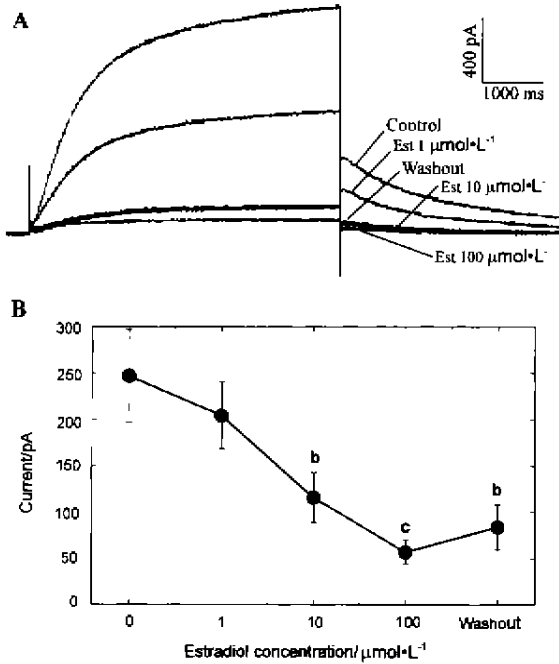 A
400 pA
1000 ms
Control
Est 1 μmol•L⁻¹
Washout
Est 10 μmol•L⁻
Est 100 μmol•L⁻
B
300
250
200
150
100
50
0
b
c
b
0 1 10 100 Washout
Current/pA
Estradiol concentration/ μmol•L⁻¹